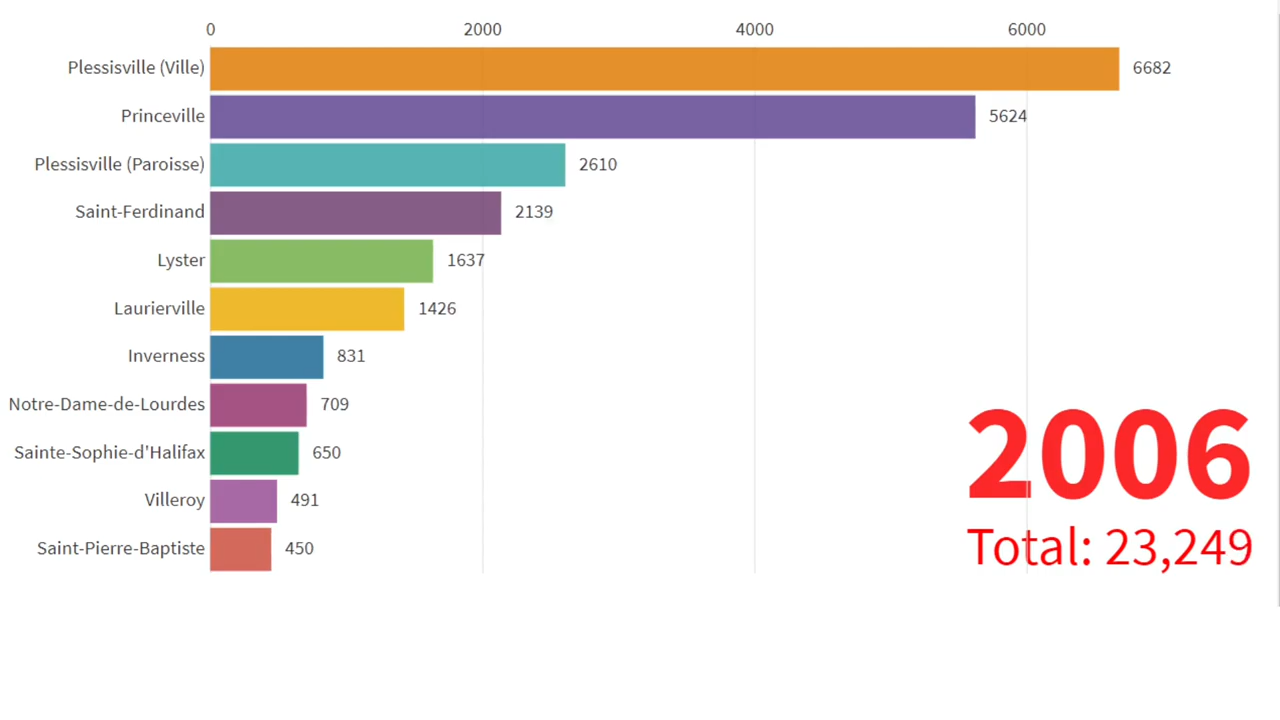 0 2000 4000 6000
Plessisville (Ville) 6682
Princeville 5624
Plessisville (Paroisse) 2610
Saint-Ferdinand 2139
Lyster 1637
Laurierville 1426
Inverness 831
Notre-Dame-de-Lourdes 709
Sainte-Sophie-d'Halifax 650
Villeroy 491
Saint-Pierre-Baptiste 450
2006
Total: 23,249